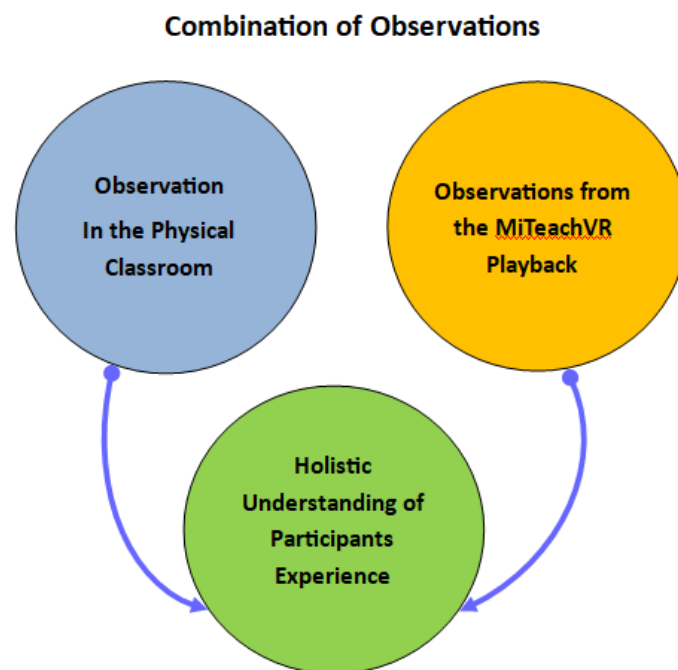 Combination of Observations
Observation
In the Physical
Classroom
Observations from
the MiTeachVR
Playback
Holistic
Understanding of
Participants
Experience